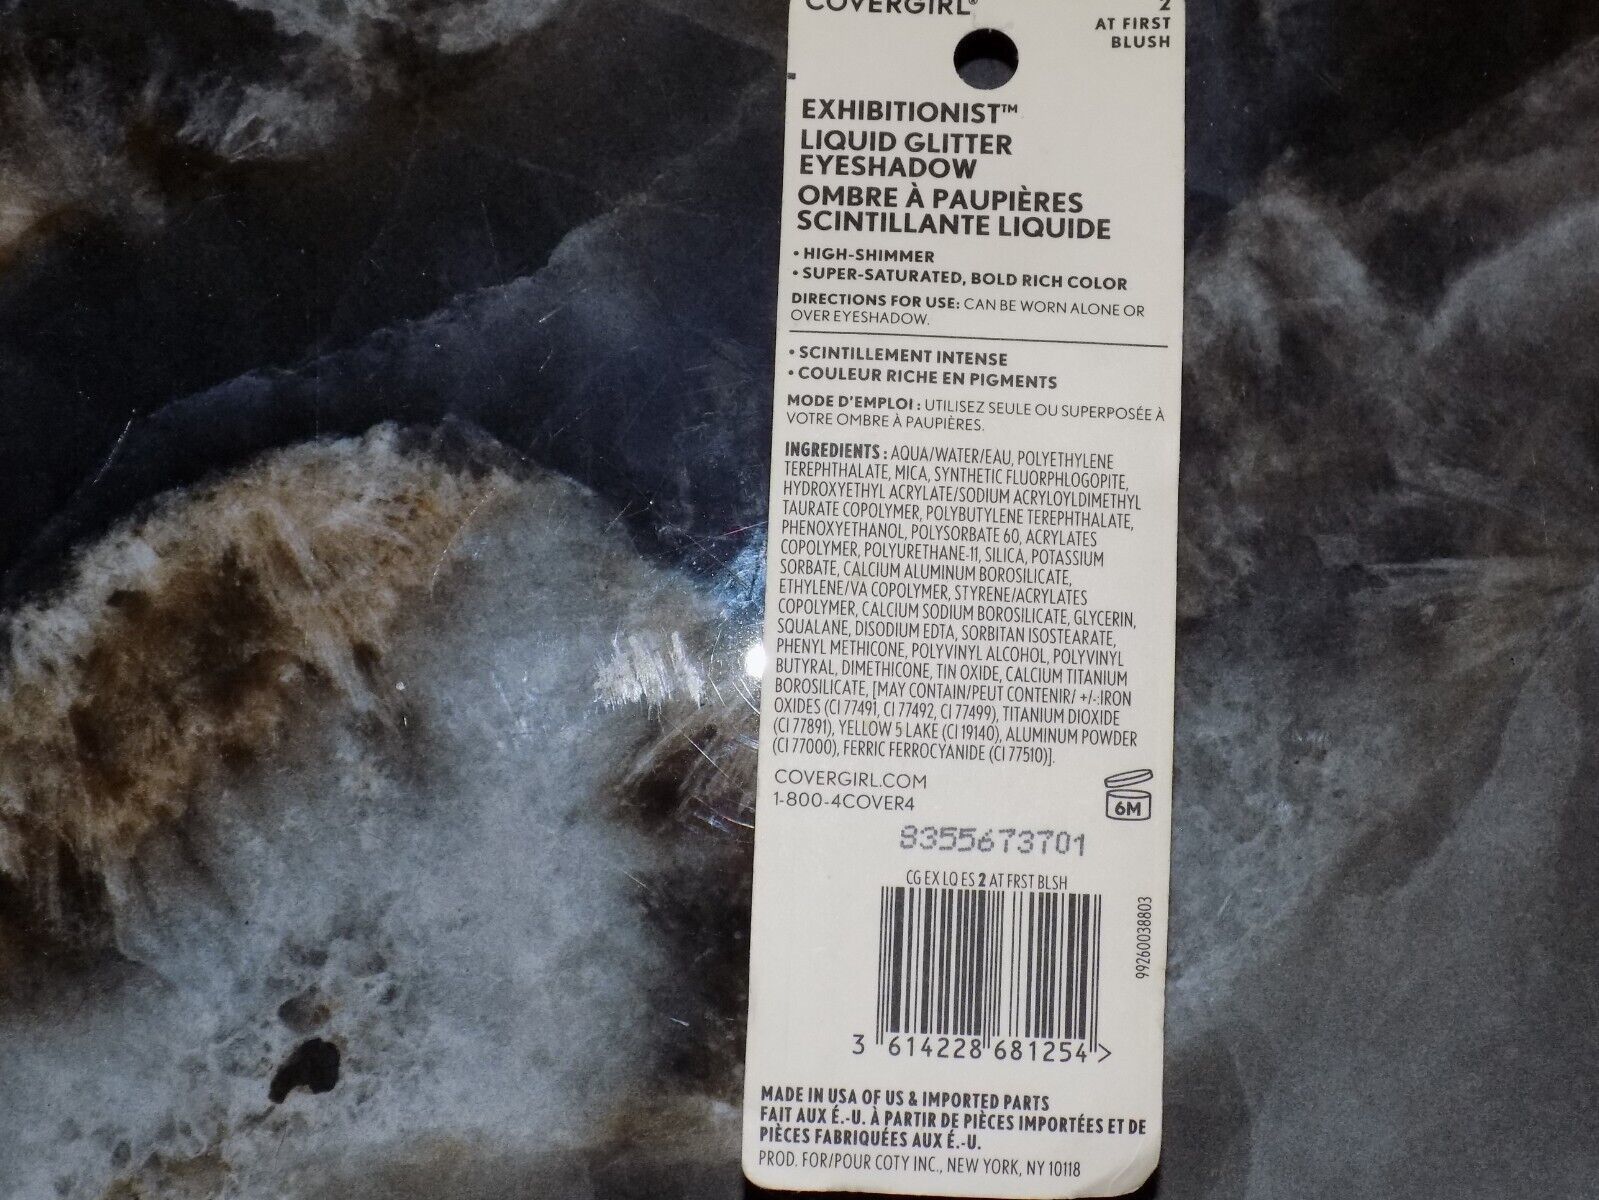 COVERGIRL®
2
AT FIRST
BLUSH
EXHIBITIONIST™
LIQUID GLITTER
EYESHADOW
OMBRE À PAUPIÈRES
SCINTILLANTE LIQUIDE
• HIGH-SHIMMER
• SUPER-SATURATED, BOLD RICH COLOR
DIRECTIONS FOR USE: CAN BE WORN ALONE OR
OVER EYESHADOW.
• SCINTILLEMENT INTENSE
• COULEUR RICHE EN PIGMENTS
MODE D'EMPLOI : UTILISEZ SEULE OU SUPERPOSÉE À
VOTRE OMBRE À PAUPIÈRES.
INGREDIENTS : AQUA/WATER/EAU, POLYETHYLENE
TEREPHTHALATE, MICA, SYNTHETIC FLUORPHLOGOPITE,
HYDROXYETHYL ACRYLATE/SODIUM ACRYLOYLDIMETHYL
TAURATE COPOLYMER, POLYBUTYLENE TEREPHTHALATE,
PHENOXYETHANOL, POLYSORBATE 60, ACRYLATES
COPOLYMER, POLYURETHANE-11, SILICA, POTASSIUM
SORBATE, CALCIUM ALUMINUM BOROSILICATE,
ETHYLENE/VA COPOLYMER, STYRENE/ACRYLATES
COPOLYMER, CALCIUM SODIUM BOROSILICATE, GLYCERIN,
SQUALANE, DISODIUM EDTA, SORBITAN ISOSTEARATE,
PHENYL METHICONE, POLYVINYL ALCOHOL, POLYVINYL
BUTYRAL, DIMETHICONE, TIN OXIDE, CALCIUM TITANIUM
BOROSILICATE, [MAY CONTAIN/PEUT CONTENIR/ +/-:IRON
OXIDES (CI 77491, CI 77492, CI 77499), TITANIUM DIOXIDE
(CI 77891), YELLOW 5 LAKE (CI 19140), ALUMINUM POWDER
(CI 77000), FERRIC FERROCYANIDE (CI 77510)].
COVERGIRL.COM
1-800-4COVER4
6M
8355673701
CG EX LQ ES 2 AT FRST BLSH
99260038803
3 614228 681254 >
MADE IN USA OF US & IMPORTED PARTS
FAIT AUX É.-U. À PARTIR DE PIÈCES IMPORTÉES ET DE
PIÈCES FABRIQUÉES AUX É.-U.
PROD. FOR/POUR COTY INC., NEW YORK, NY 10118